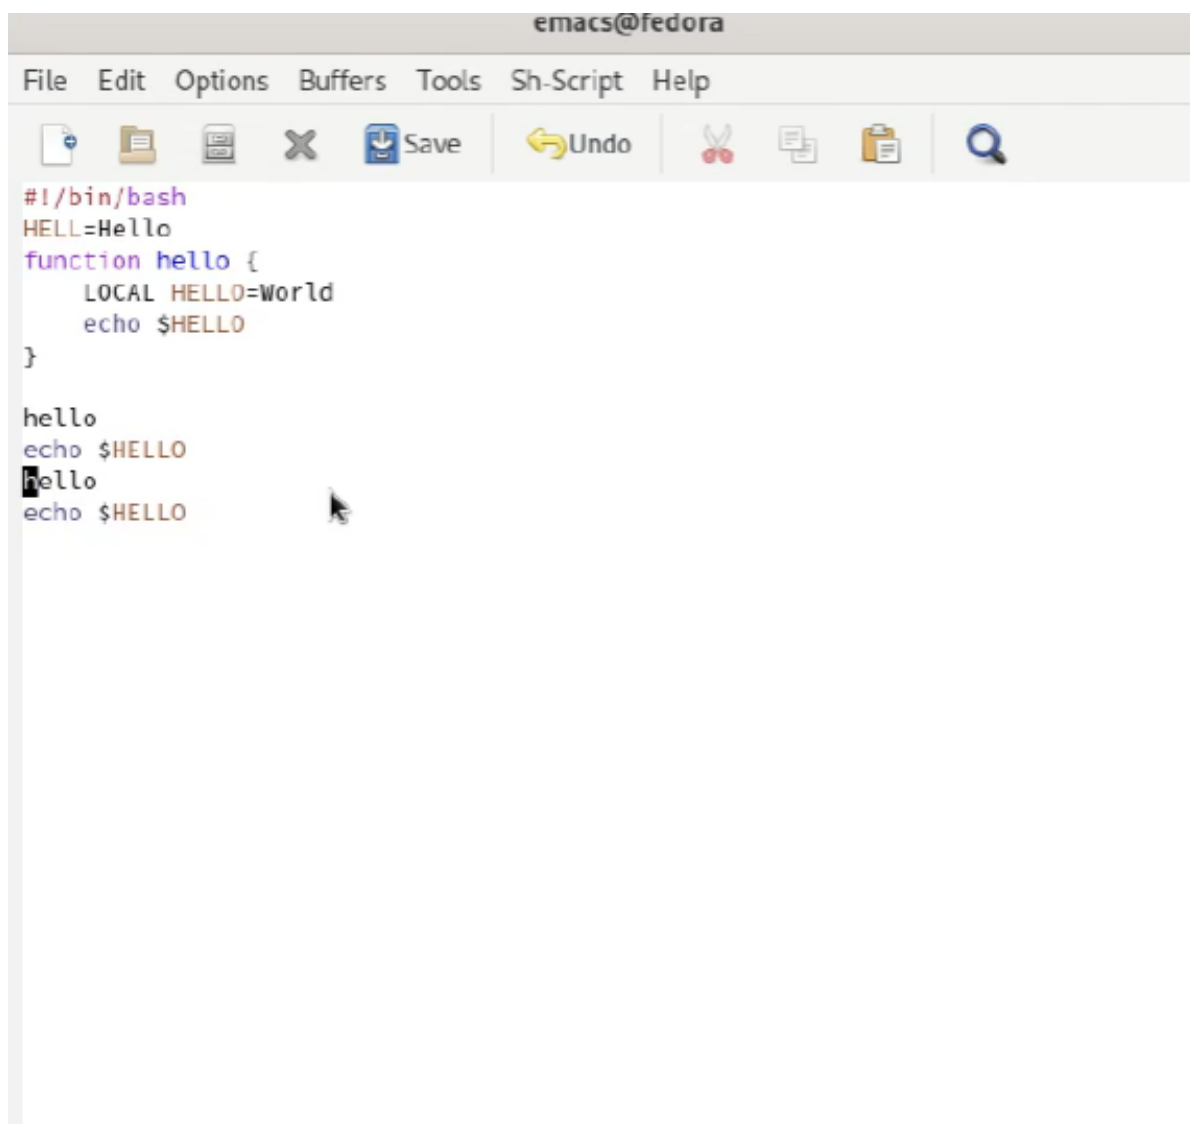 emacs@fedora
File Edit Options Buffers Tools Sh-Script Help
Save Undo
#!/bin/bash
HELL=Hello
function hello {
    LOCAL HELLO=World
    echo $HELLO
}
hello
echo $HELLO
hello
echo $HELLO